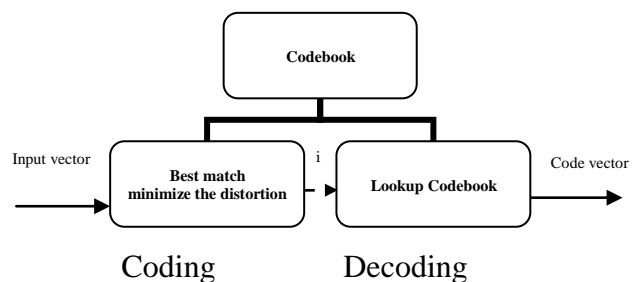 Codebook
Input vector
Best match
minimize the distortion
i
Lookup Codebook
Code vector
Coding
Decoding